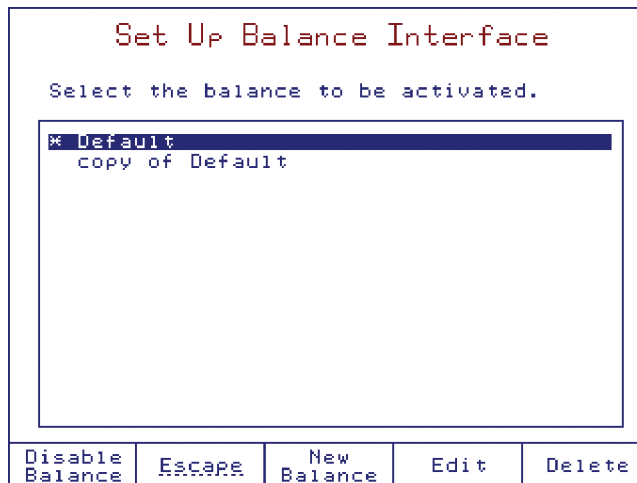 Set Up Balance Interface
Select the balance to be activated.
* Default
copy of Default
Disable
Balance
Escape
New
Balance
Edit
Delete